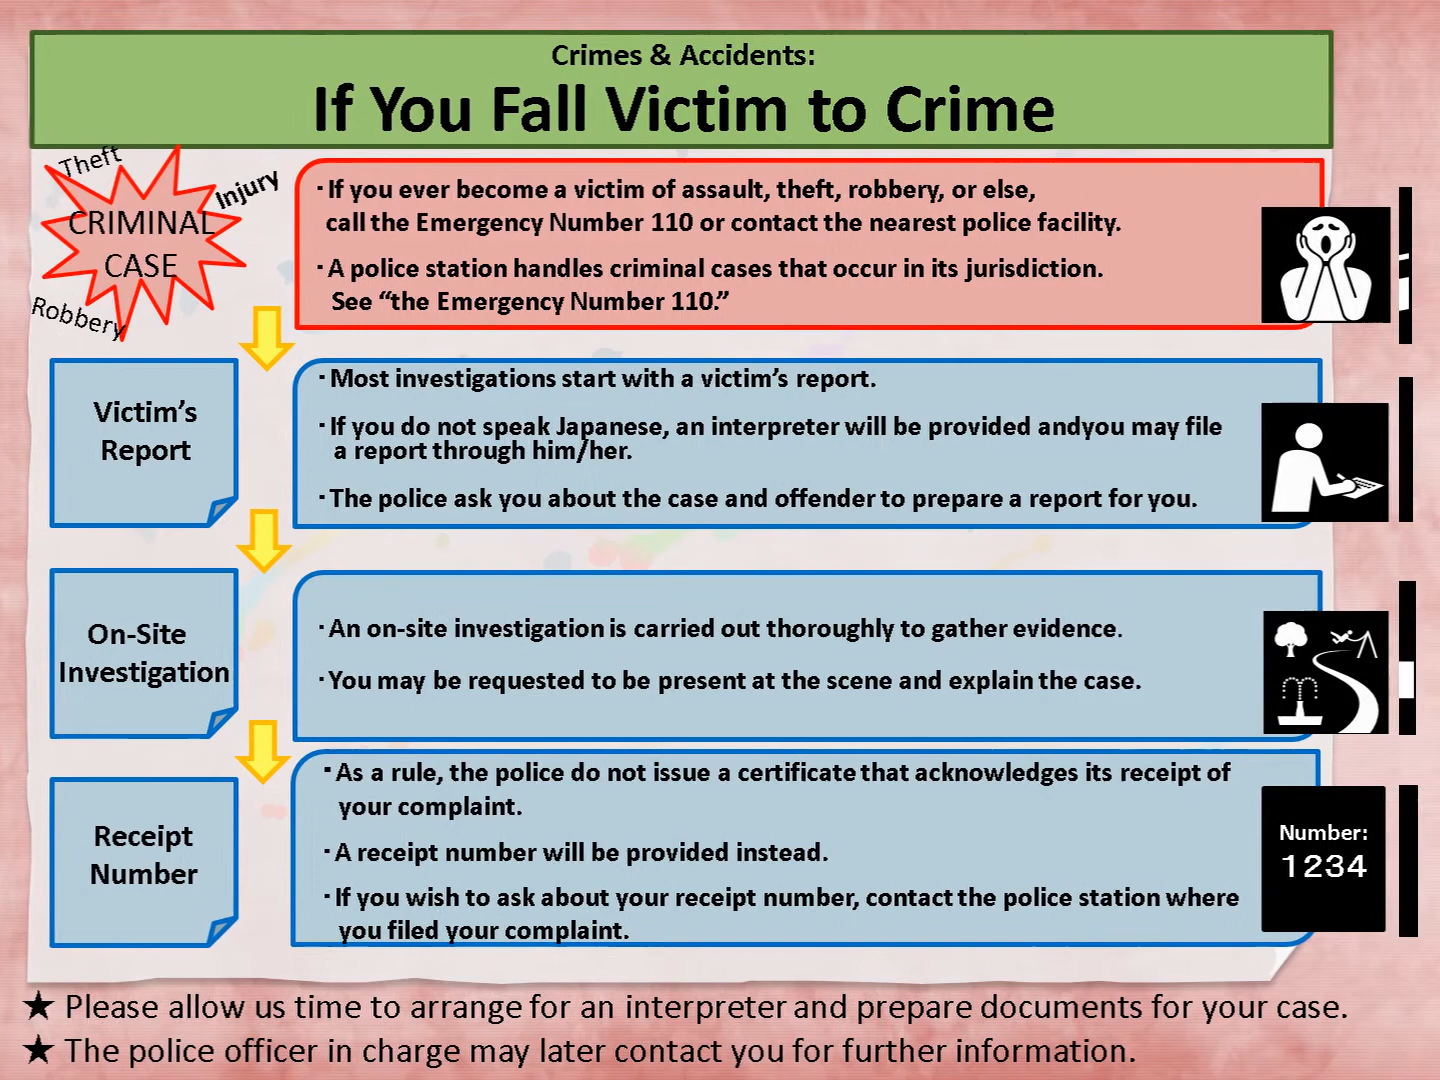 Crimes & Accidents:
If You Fall Victim to Crime
Theft
Injury
CRIMINAL
CASE
Robbery
・If you ever become a victim of assault, theft, robbery, or else,
call the Emergency Number 110 or contact the nearest police facility.
・A police station handles criminal cases that occur in its jurisdiction.
See “the Emergency Number 110.”
Victim’s
Report
・Most investigations start with a victim’s report.
・If you do not speak Japanese, an interpreter will be provided andyou may file
a report through him/her.
・The police ask you about the case and offender to prepare a report for you.
On-Site
Investigation
・An on-site investigation is carried out thoroughly to gather evidence.
・You may be requested to be present at the scene and explain the case.
Receipt
Number
・As a rule, the police do not issue a certificate that acknowledges its receipt of
your complaint.
・A receipt number will be provided instead.
・If you wish to ask about your receipt number, contact the police station where
you filed your complaint.
Number:
1234
★ Please allow us time to arrange for an interpreter and prepare documents for your case.
★ The police officer in charge may later contact you for further information.